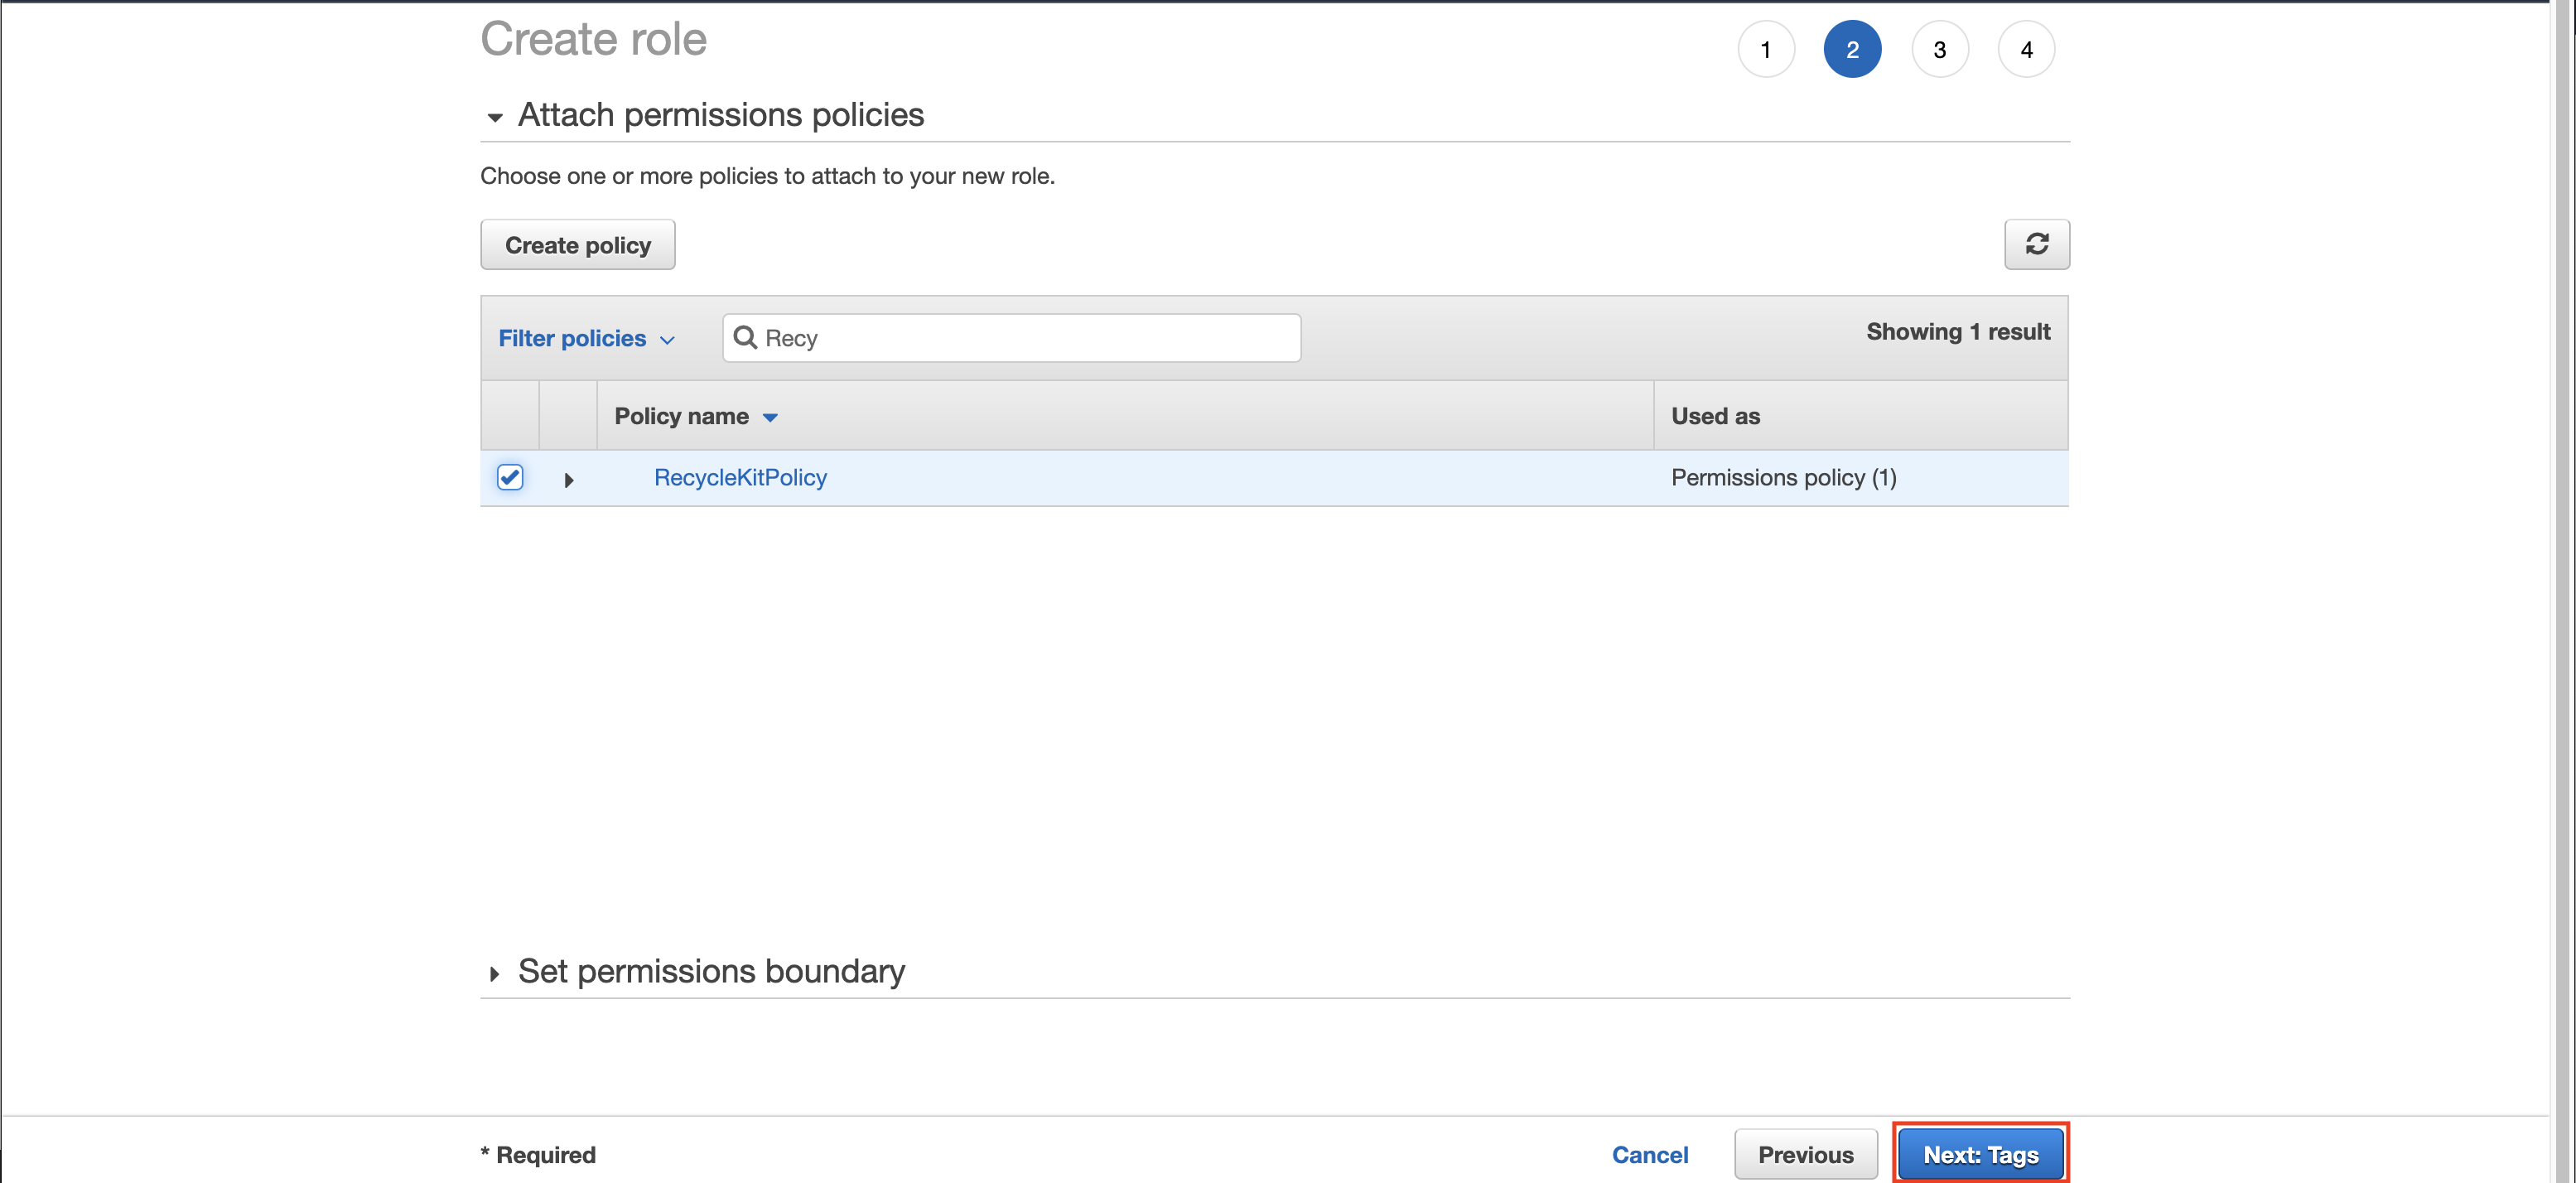 Create role
1 2 3 4
Attach permissions policies
Choose one or more policies to attach to your new role.
Create policy
Filter policies Recy Showing 1 result
Policy name Used as
RecycleKitPolicy Permissions policy (1)
Set permissions boundary
* Required Cancel Previous Next: Tags